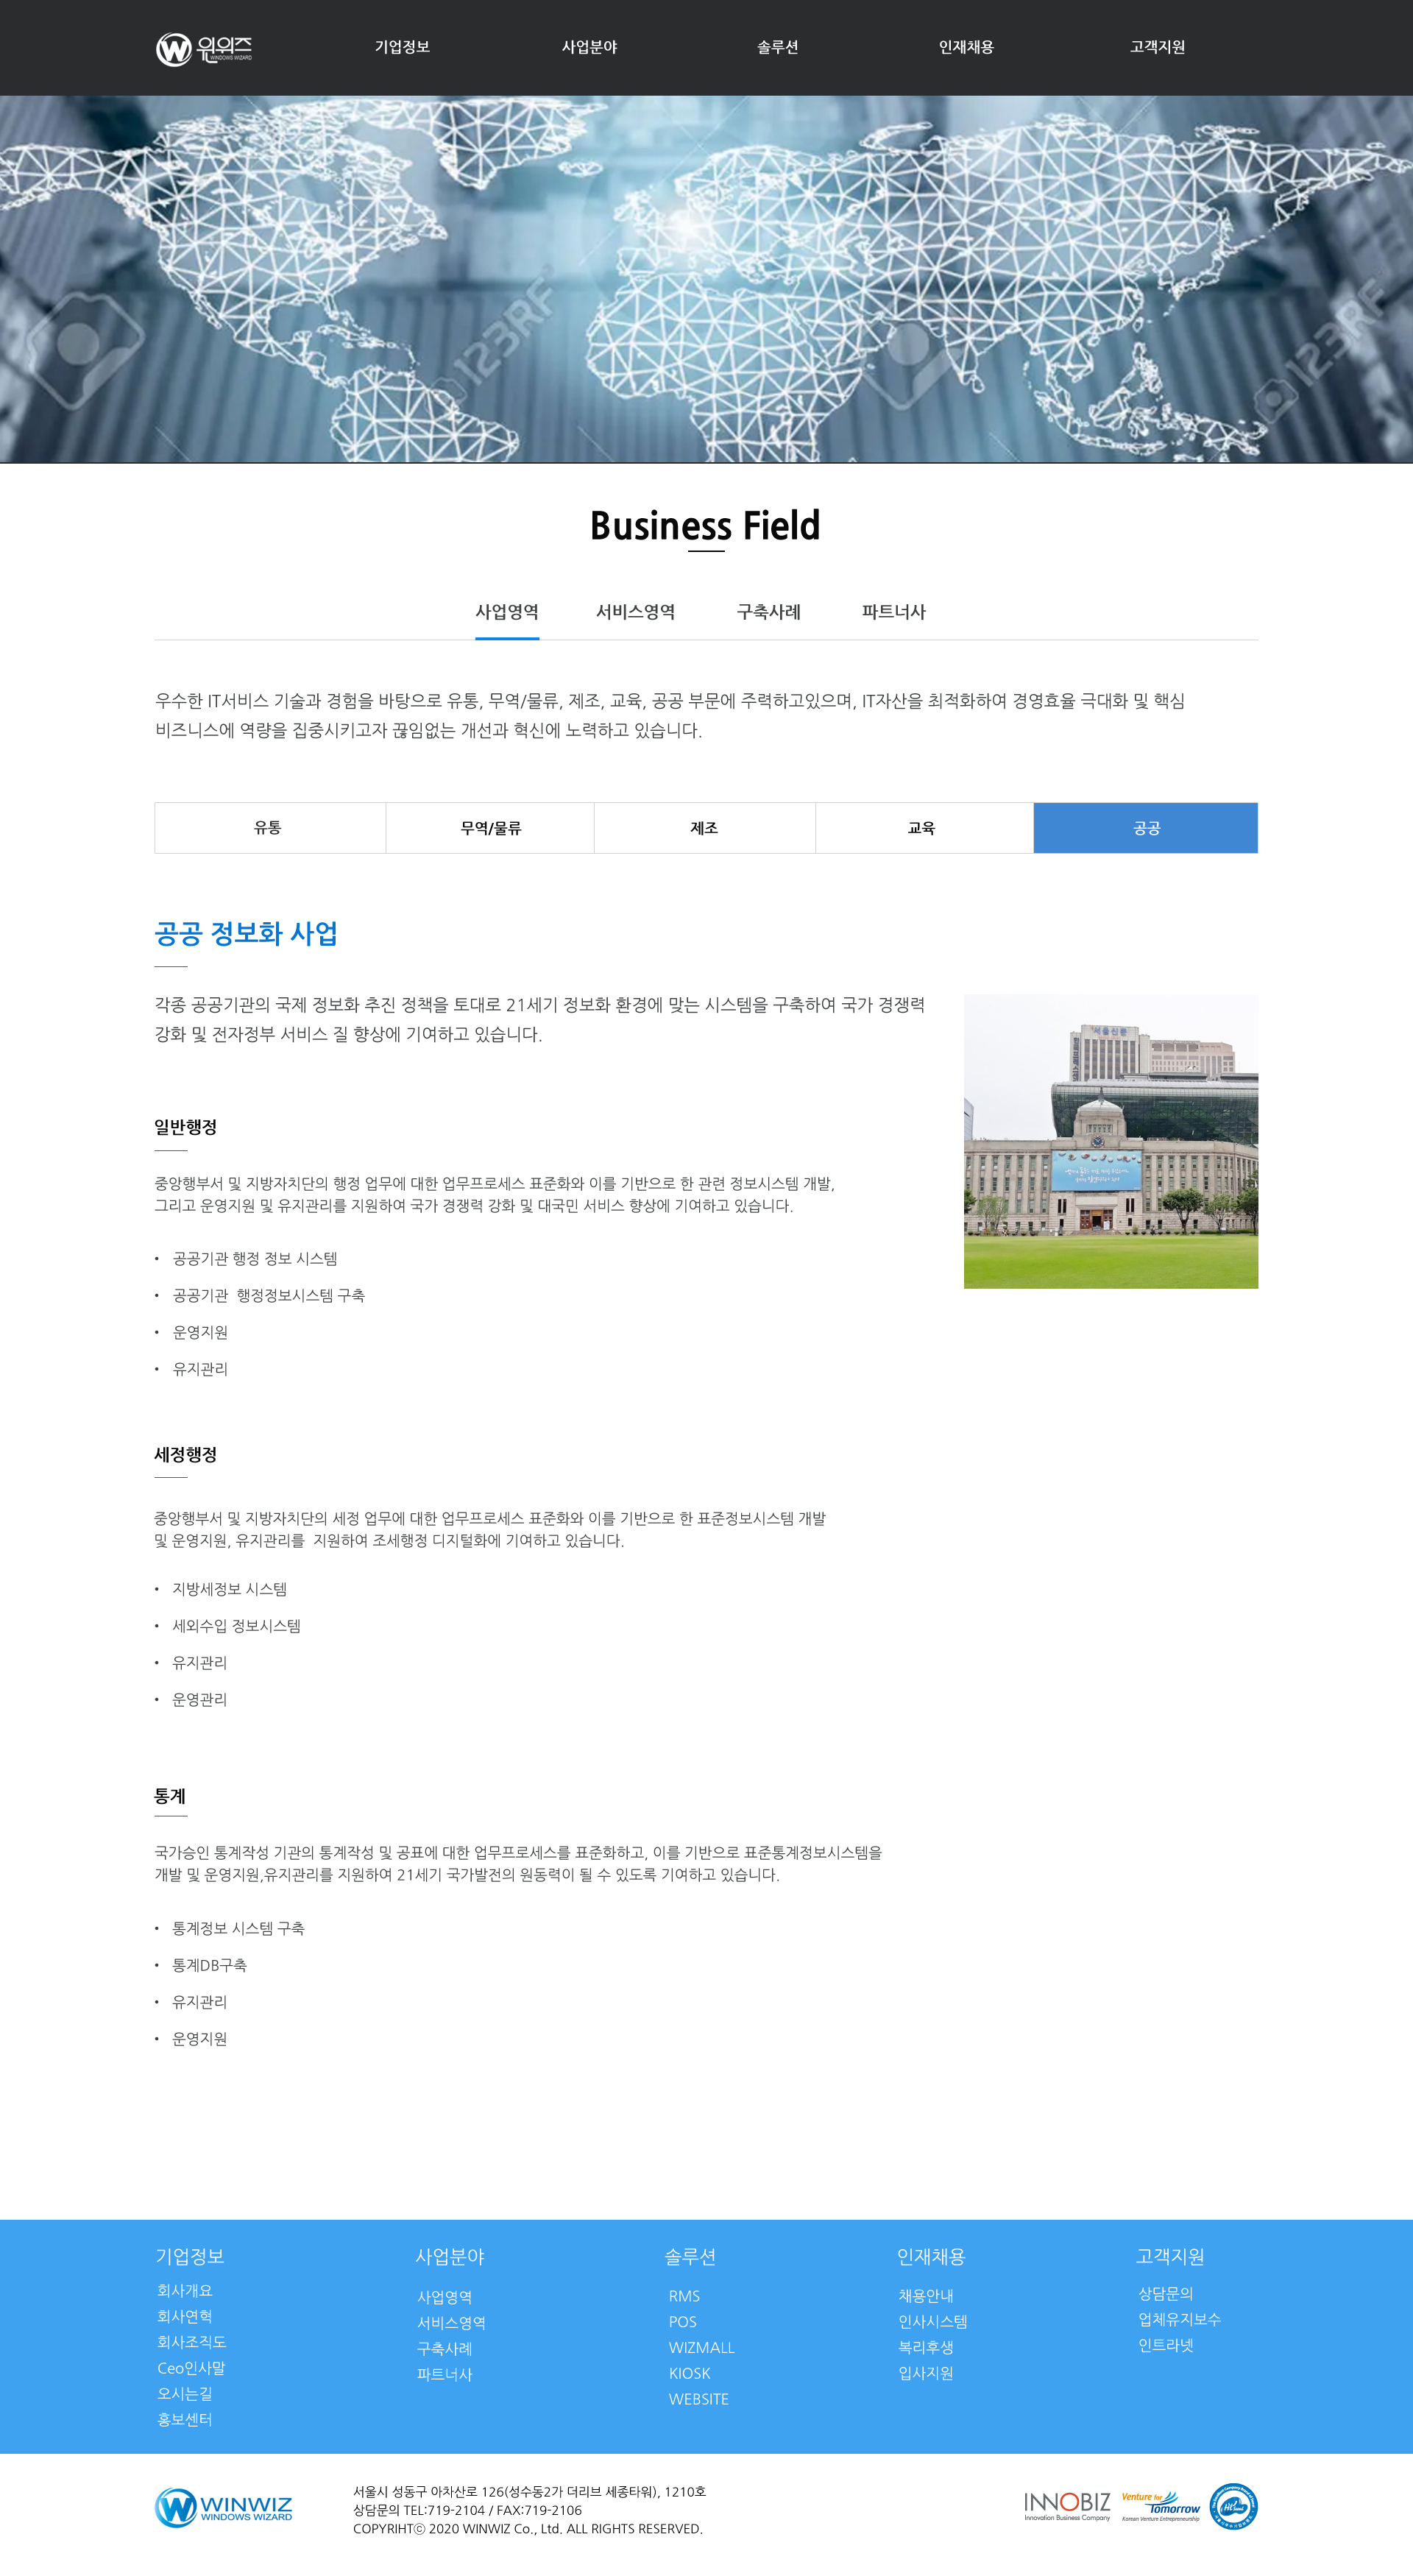 윈위즈
WINDOWS WIZARD
기업정보
사업분야
솔루션
인재채용
고객지원
123RF
123RF
Business Field
사업영역
서비스영역
구축사례
파트너사
우수한 IT서비스 기술과 경험을 바탕으로 유통, 무역/물류, 제조, 교육, 공공 부문에 주력하고있으며, IT자산을 최적화하여 경영효율 극대화 및 핵심
비즈니스에 역량을 집중시키고자 끊임없는 개선과 혁신에 노력하고 있습니다.
유통
무역/물류
제조
교육
공공
공공 정보화 사업
각종 공공기관의 국제 정보화 추진 정책을 토대로 21세기 정보화 환경에 맞는 시스템을 구축하여 국가 경쟁력
강화 및 전자정부 서비스 질 향상에 기여하고 있습니다.
서울신문
일반행정
중앙행부서 및 지방자치단의 행정 업무에 대한 업무프로세스 표준화와 이를 기반으로 한 관련 정보시스템 개발,
그리고 운영지원 및 유지관리를 지원하여 국가 경쟁력 강화 및 대국민 서비스 향상에 기여하고 있습니다.
• 공공기관 행정 정보 시스템
• 공공기관 행정정보시스템 구축
• 운영지원
• 유지관리
세정행정
중앙행부서 및 지방자치단의 세정 업무에 대한 업무프로세스 표준화와 이를 기반으로 한 표준정보시스템 개발
및 운영지원, 유지관리를 지원하여 조세행정 디지털화에 기여하고 있습니다.
• 지방세정보 시스템
• 세외수입 정보시스템
• 유지관리
• 운영관리
통계
국가승인 통계작성 기관의 통계작성 및 공표에 대한 업무프로세스를 표준화하고, 이를 기반으로 표준통계정보시스템을
개발 및 운영지원,유지관리를 지원하여 21세기 국가발전의 원동력이 될 수 있도록 기여하고 있습니다.
• 통계정보 시스템 구축
• 통계DB구축
• 유지관리
• 운영지원
기업정보
회사개요
회사연혁
회사조직도
Ceo인사말
오시는길
홍보센터
사업분야
사업영역
서비스영역
구축사례
파트너사
솔루션
RMS
POS
WIZMALL
KIOSK
WEBSITE
인재채용
채용안내
인사시스템
복리후생
입사지원
고객지원
상담문의
업체유지보수
인트라넷
WINWIZ
WINDOWS WIZARD
서울시 성동구 아차산로 126(성수동2가 더리브 세종타워), 1210호
상담문의 TEL:719-2104 / FAX:719-2106
COPYRIHTⓒ 2020 WINWIZ Co., Ltd. ALL RIGHTS RESERVED.
INNOBIZ
Innovation Business Company
Venture for
Tomorrow
Korean Venture Entrepreneurship